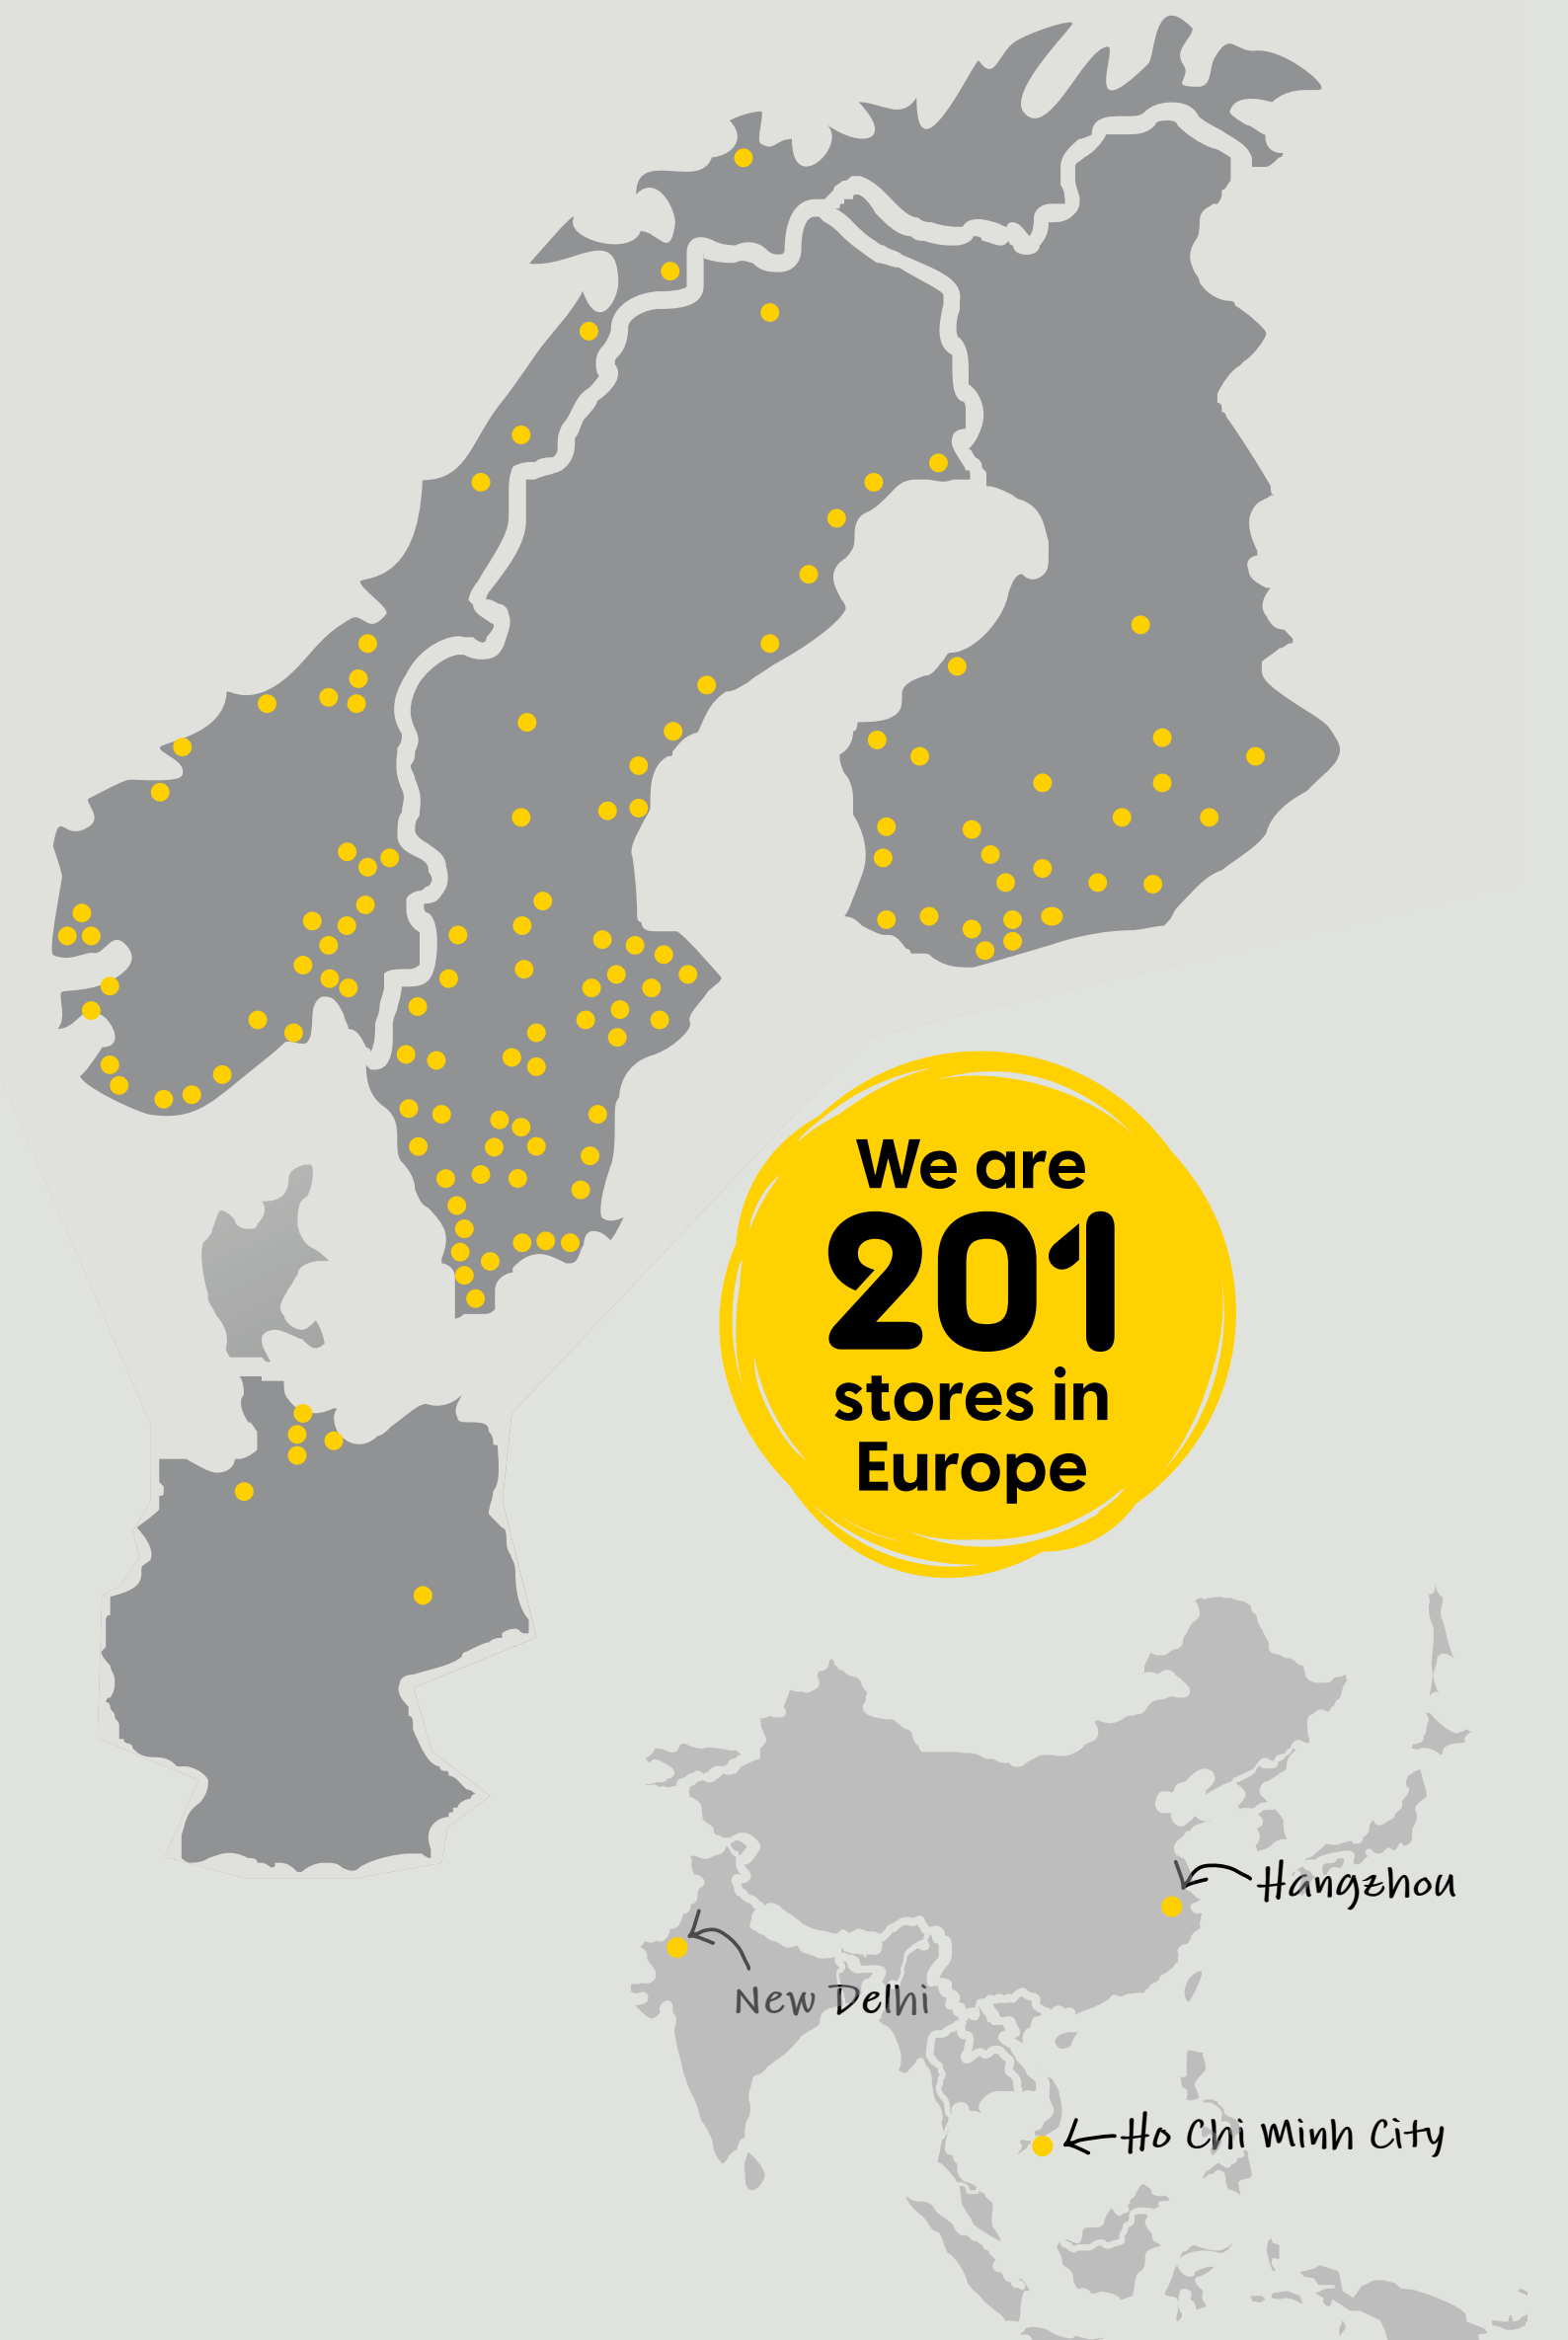 We are
201
stores in
Europe
Hangzhou
New Delhi
Ho Chi Minh City